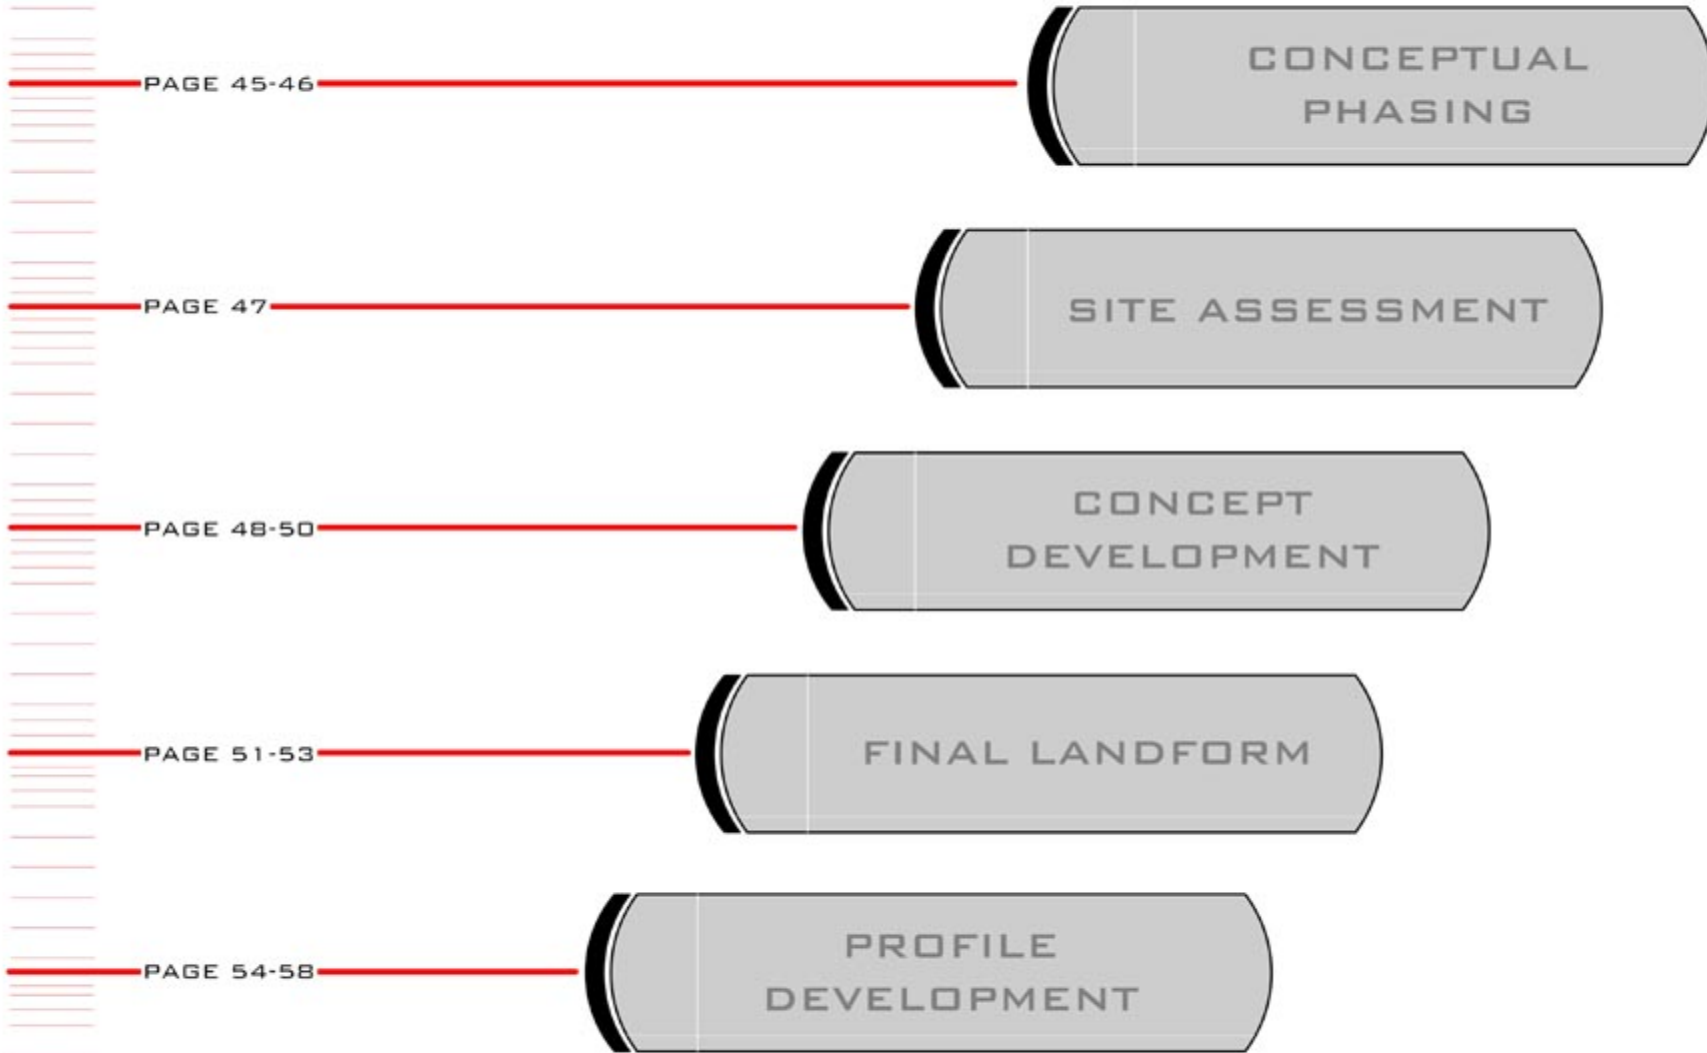 PAGE 45-46
CONCEPTUAL
PHASING
PAGE 47
SITE ASSESSMENT
PAGE 48-50
CONCEPT
DEVELOPMENT
PAGE 51-53
FINAL LANDFORM
PAGE 54-58
PROFILE
DEVELOPMENT